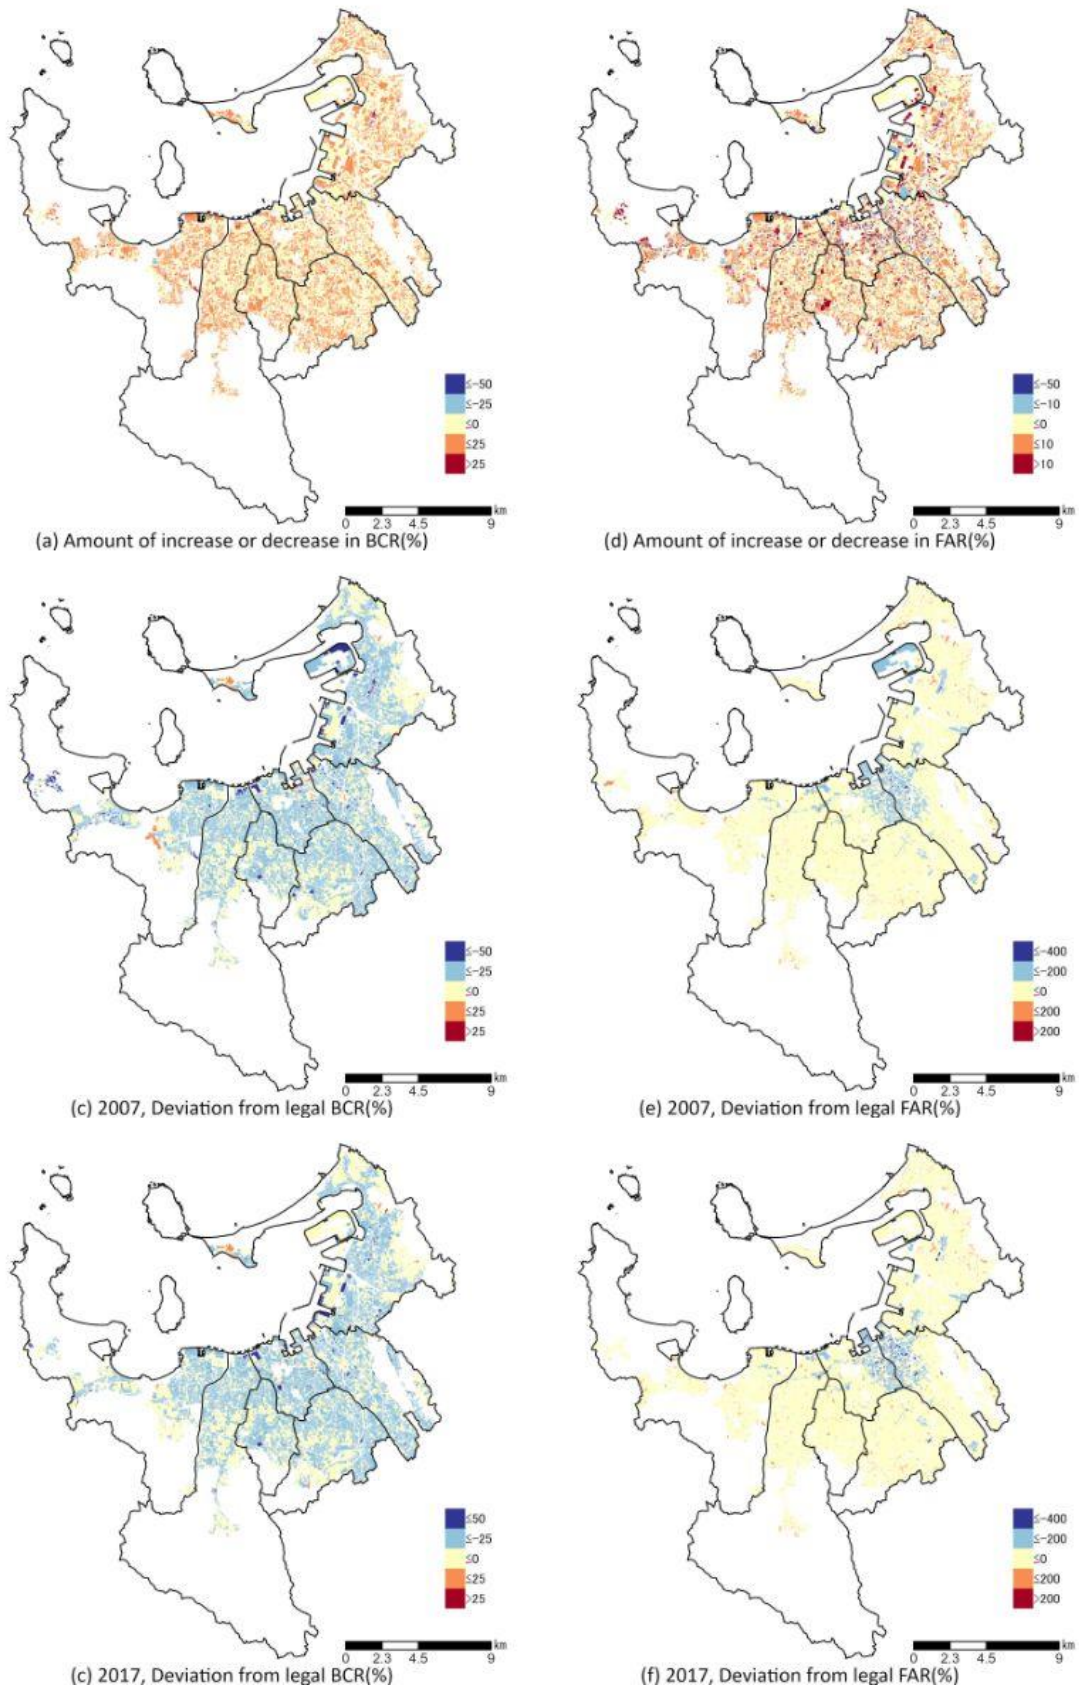 ≤-50
≤-25
≤0
≤25
>25
km
0 2.3 4.5 9
(a) Amount of increase or decrease in BCR(%)
≤-50
≤-10
≤0
≤10
>10
km
0 2.3 4.5 9
(d) Amount of increase or decrease in FAR(%)
≤-50
≤-25
≤0
≤25
>25
km
0 2.3 4.5 9
(c) 2007, Deviation from legal BCR(%)
≤-400
≤-200
≤0
≤200
>200
km
0 2.3 4.5 9
(e) 2007, Deviation from legal FAR(%)
≤50
≤-25
≤0
≤25
>25
km
0 2.3 4.5 9
(c) 2017, Deviation from legal BCR(%)
≤-400
≤-200
≤0
≤200
>200
km
0 2.3 4.5 9
(f) 2017, Deviation from legal FAR(%)